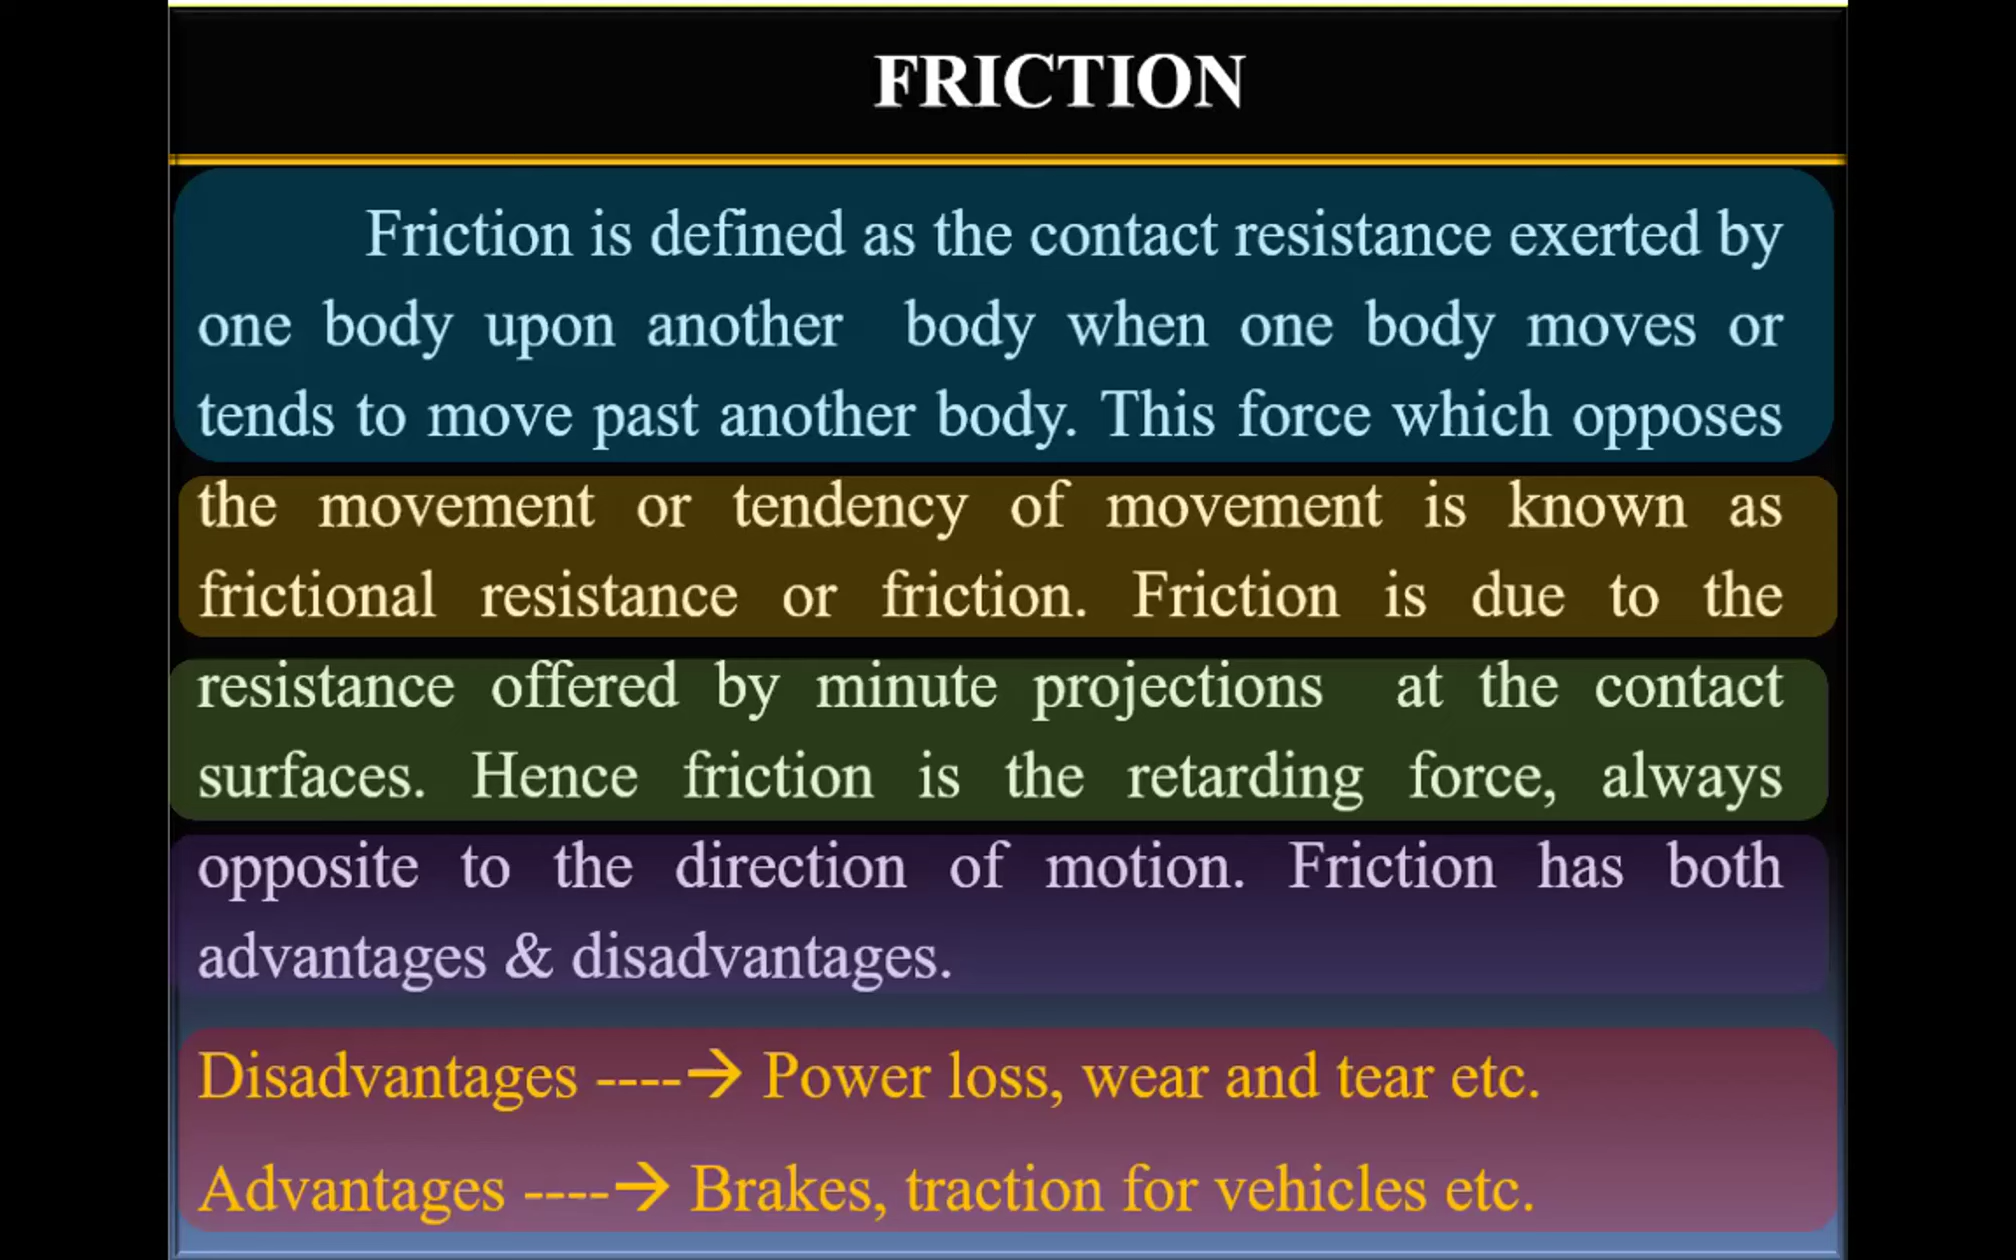 FRICTION
Friction is defined as the contact resistance exerted by
one body upon another body when one body moves or
tends to move past another body. This force which opposes
the movement or tendency of movement is known as
frictional resistance or friction. Friction is due to the
resistance offered by minute projections at the contact
surfaces. Hence friction is the retarding force, always
opposite to the direction of motion. Friction has both
advantages & disadvantages.
Disadvantages ----→ Power loss, wear and tear etc.
Advantages ----→ Brakes, traction for vehicles etc.